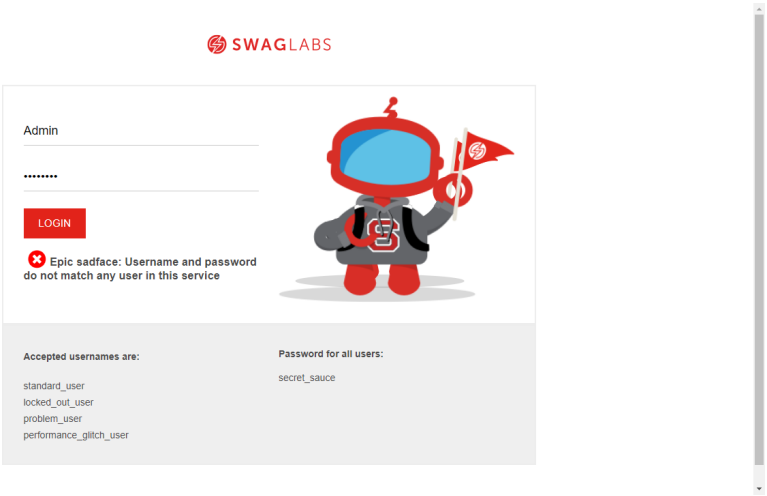 SWAGLABS
Admin
••••••••
LOGIN
Epic sadface: Username and password
do not match any user in this service
S
Accepted usernames are:
standard_user
locked_out_user
problem_user
performance_glitch_user
Password for all users:
secret_sauce